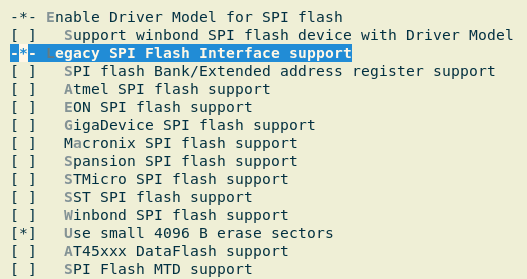 -*- Enable Driver Model for SPI flash
[ ]   Support winbond SPI flash device with Driver Model
-*- Legacy SPI Flash Interface support
[ ]   SPI flash Bank/Extended address register support
[ ]   Atmel SPI flash support
[ ]   EON SPI flash support
[ ]   GigaDevice SPI flash support
[ ]   Macronix SPI flash support
[ ]   Spansion SPI flash support
[ ]   STMicro SPI flash support
[ ]   SST SPI flash support
[ ]   Winbond SPI flash support
[*]   Use small 4096 B erase sectors
[ ]   AT45xxx DataFlash support
[ ]   SPI Flash MTD support